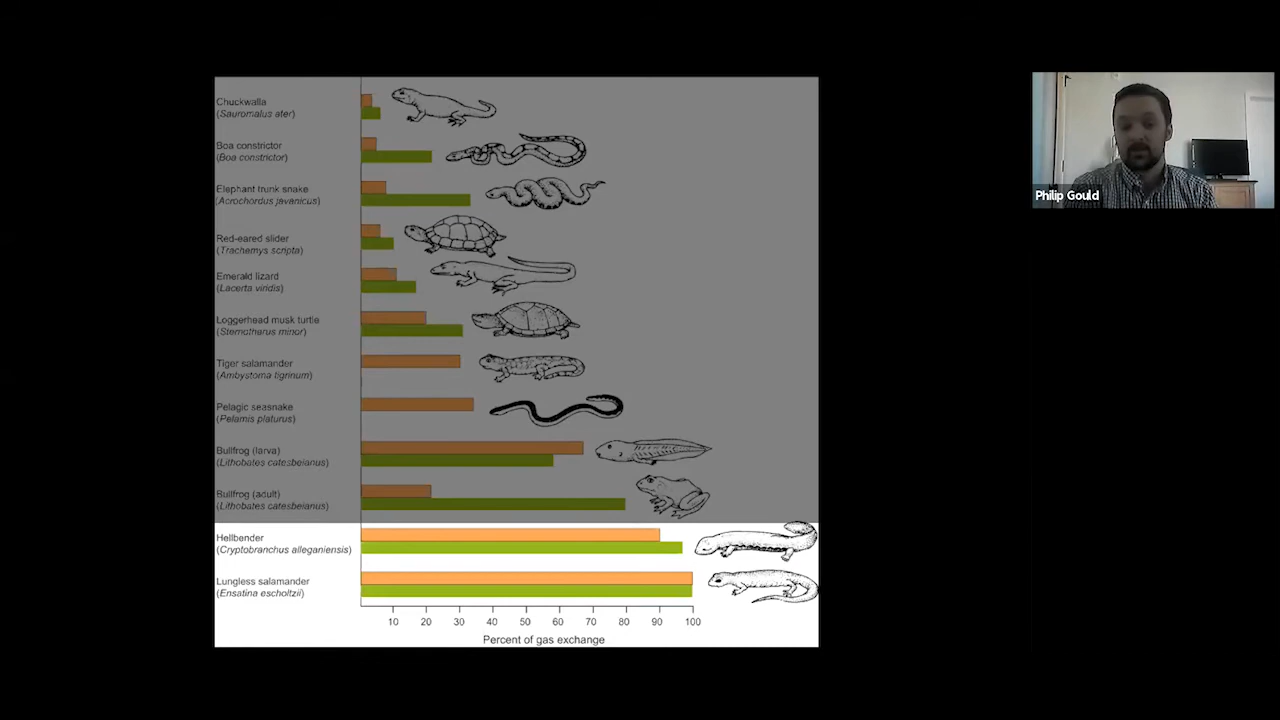 Chuckwalla
(Sauromalus ater)
Boa constrictor
(Boa constrictor)
Elephant trunk snake
(Acrochordus javanicus)
Red-eared slider
(Trachemys scripta)
Emerald lizard
(Lacerta viridis)
Loggerhead musk turtle
(Sternotherus minor)
Tiger salamander
(Ambystoma tigrinum)
Pelagic seasnake
(Pelamis platurus)
Bullfrog (larva)
(Lithobates catesbeianus)
Bullfrog (adult)
(Lithobates catesbeianus)
Hellbender
(Cryptobranchus alleganiensis)
Lungless salamander
(Ensatina escholtzii)
10 20 30 40 50 60 70 80 90 100
Percent of gas exchange
Philip Gould